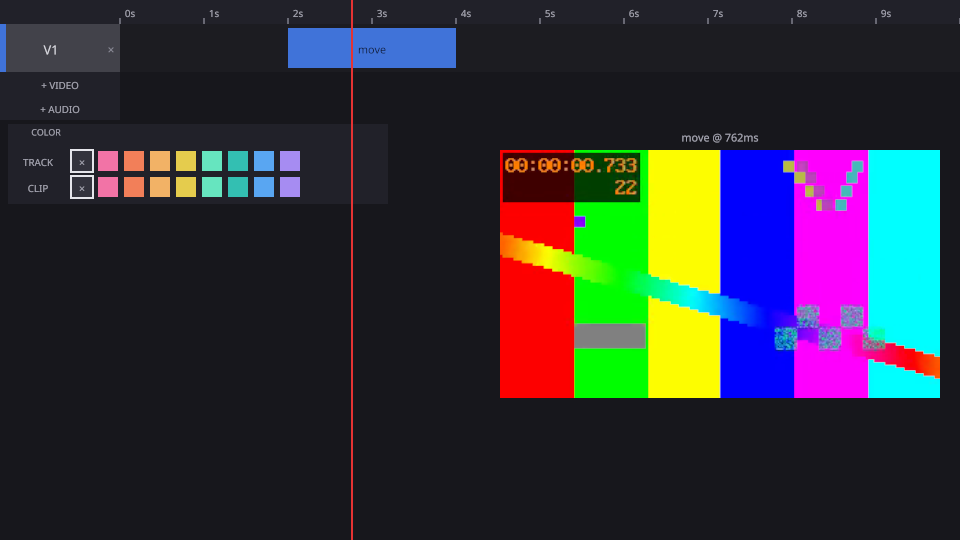 0s 1s 2s 3s 4s 5s 6s 7s 8s 9s
V1 ×
move
+ VIDEO
+ AUDIO
COLOR
TRACK ×
CLIP ×
move @ 762ms
00:00:00.733
22